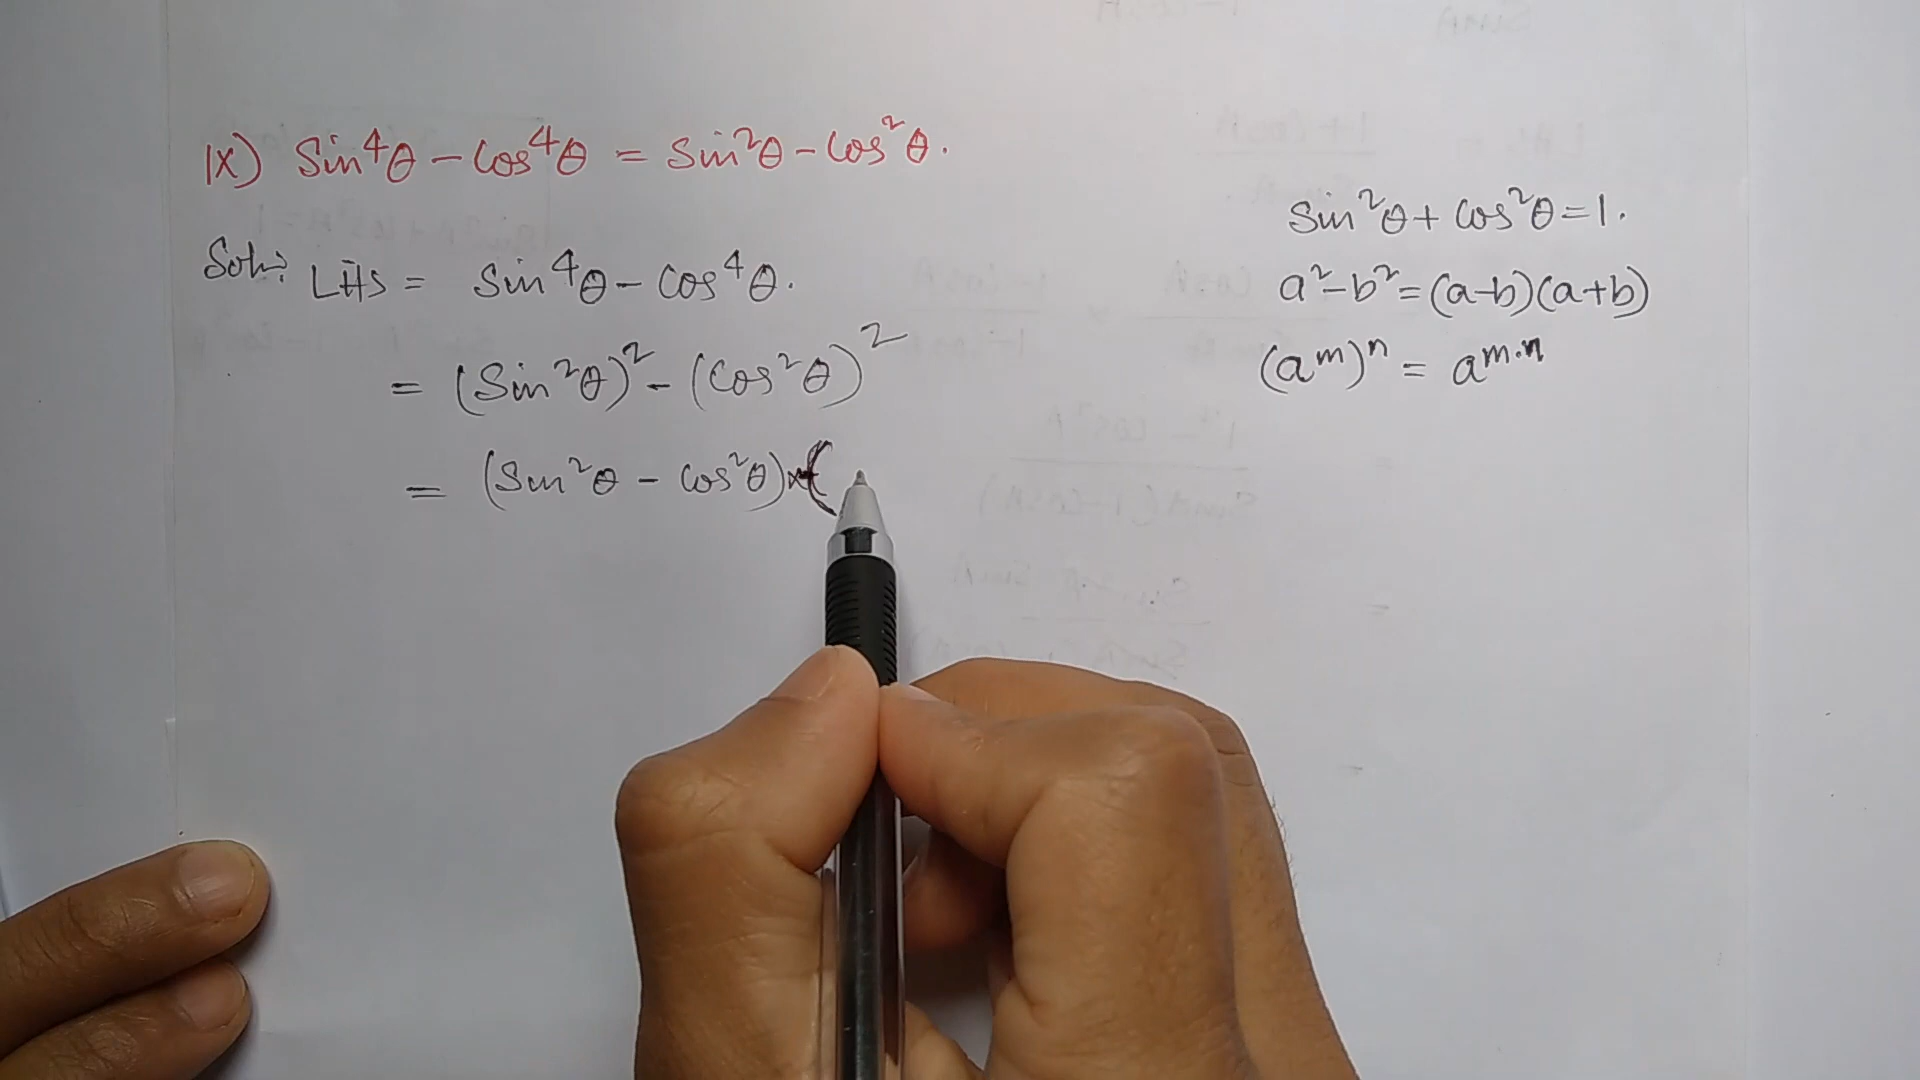 IX) Sin⁴θ – Cos⁴θ = Sin²θ – Cos²θ.
Soln: LHS = Sin⁴θ – Cos⁴θ.
= (Sin²θ)² – (Cos²θ)²
= (Sin²θ – Cos²θ) × (
Sin²θ + Cos²θ = 1.
a² – b² = (a–b)(a+b)
(aᵐ)ⁿ = aᵐ·ⁿ